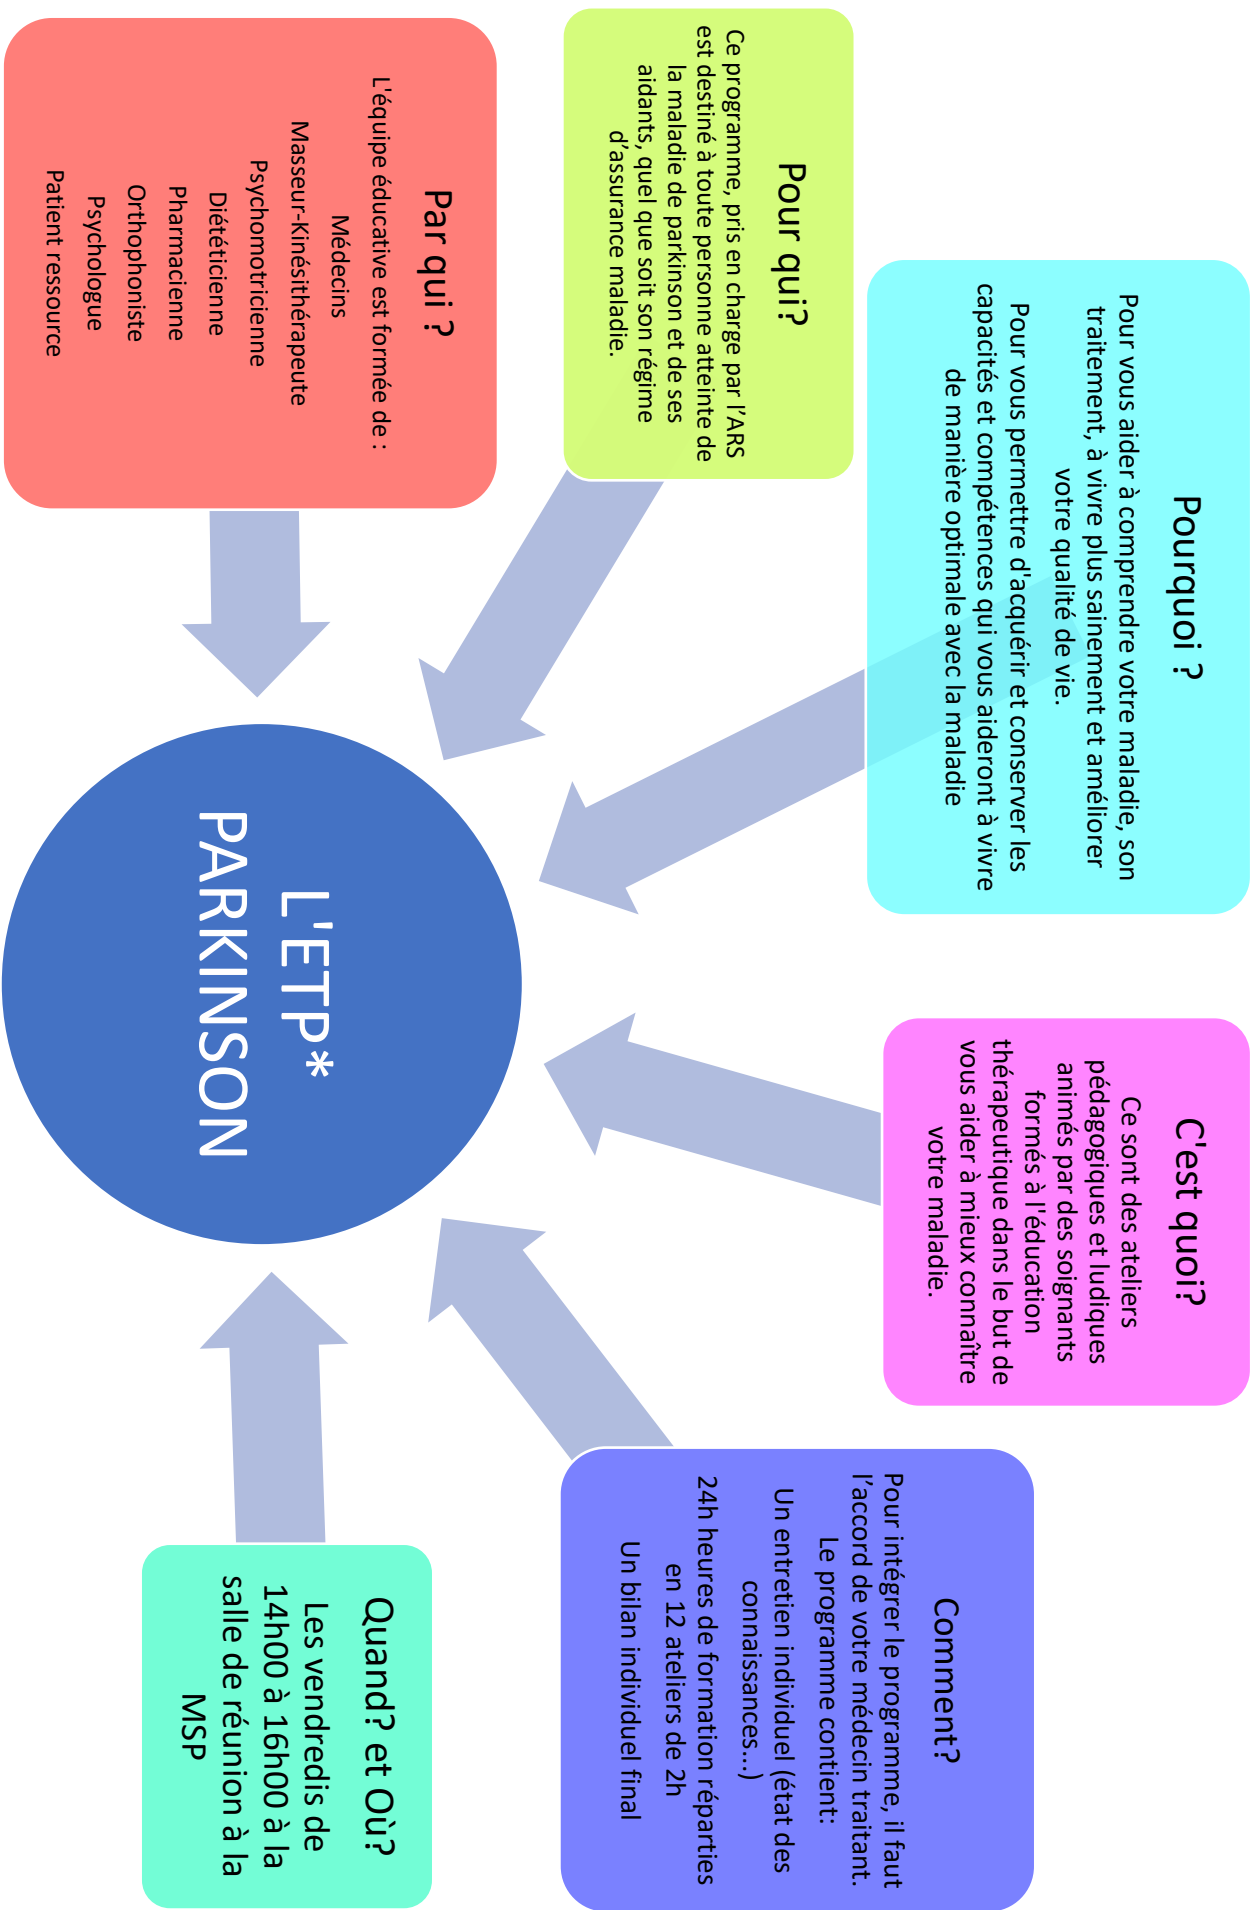 Par qui ?
L'équipe éducative est formée de :
Médecins
Masseur-Kinésithérapeute
Psychomotricienne
Diététicienne
Pharmacienne
Orthophoniste
Psychologue
Patient ressource
Pour qui?
Ce programme, pris en charge par l'ARS
est destiné à toute personne atteinte de
la maladie de parkinson et de ses
aidants, quel que soit son régime
d'assurance maladie.
Pourquoi ?
Pour vous aider à comprendre votre maladie, son
traitement, à vivre plus sainement et améliorer
votre qualité de vie.
Pour vous permettre d'acquérir et conserver les
capacités et compétences qui vous aideront à vivre
de manière optimale avec la maladie
C'est quoi?
Ce sont des ateliers
pédagogiques et ludiques
animés par des soignants
formés à l'éducation
thérapeutique dans le but de
vous aider à mieux connaître
votre maladie.
Comment?
Pour intégrer le programme, il faut
l'accord de votre médecin traitant.
Le programme contient:
Un entretien individuel (état des
connaissances...)
24h heures de formation réparties
en 12 ateliers de 2h
Un bilan individuel final
Quand? et Où?
Les vendredis de
14h00 à 16h00 à la
salle de réunion à la
MSP
L'ETP*
PARKINSON